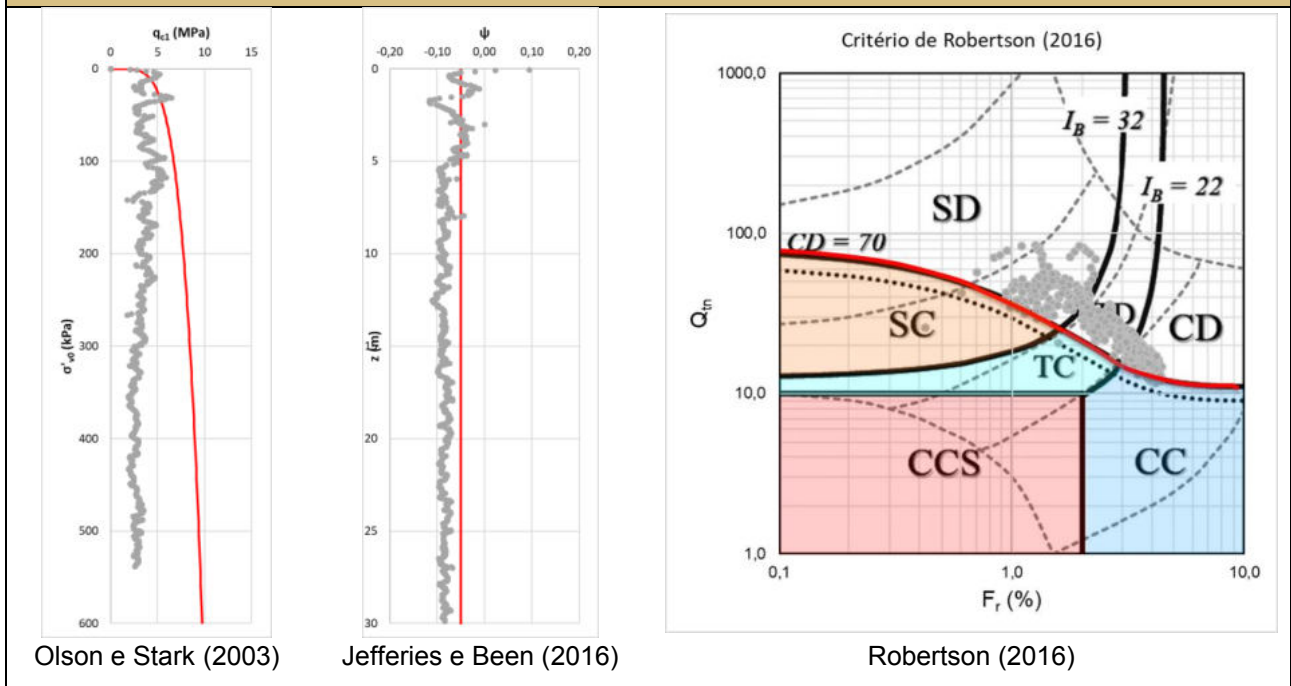 q_c1 (MPa)
0 5 10 15
0
100
200
300
400
500
600
σ'_v0 (kPa)
Olson e Stark (2003)
ψ
-0,20 -0,10 0,00 0,10 0,20
0
5
10
15
20
25
30
z (m)
Jefferies e Been (2016)
Critério de Robertson (2016)
1000,0
100,0
10,0
1,0
Q_tn
I_B = 32
I_B = 22
SD
CD = 70
SC
TC
CD
CCS
CC
0,1 1,0 10,0
F_r (%)
Robertson (2016)